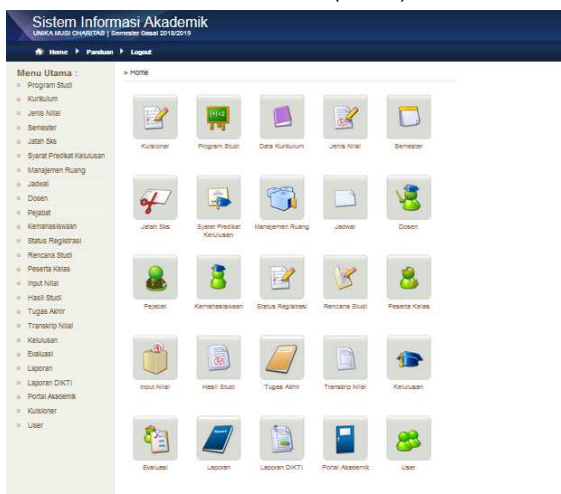 Sistem Informasi Akademik
UNIKA MUSI CHARITAS | Semester Gasal 2018/2019
Home Panduan Logout
Menu Utama :
Program Studi
Kurikulum
Jenis Nilai
Semester
Jatah Sks
Syarat Predikat Kelulusan
Manajemen Ruang
Jadwal
Dosen
Pejabat
Kemahasiswaan
Status Registrasi
Rencana Studi
Peserta Kelas
Input Nilai
Hasil Studi
Tugas Akhir
Transkrip Nilai
Kelulusan
Evaluasi
Laporan
Laporan DIKTI
Portal Akademik
Kuisioner
User
» Home
Kuisioner Program Studi Data Kurikulum Jenis Nilai Semester
Jatah Sks Syarat Predikat Manajemen Ruang Jadwal Dosen
Kelulusan
Pejabat Kemahasiswaan Status Registrasi Rencana Studi Peserta Kelas
Input Nilai Hasil Studi Tugas Akhir Transkrip Nilai Kelulusan
Evaluasi Laporan Laporan DIKTI Portal Akademik User